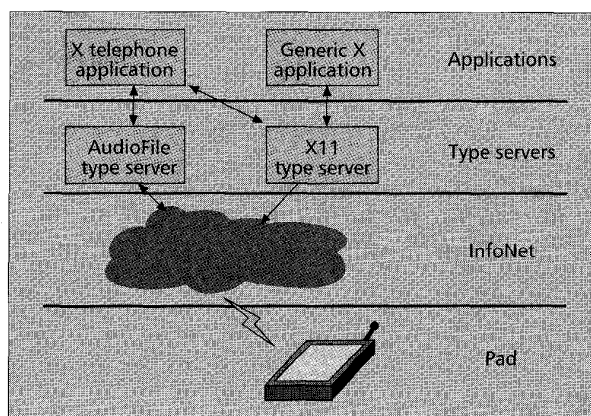 X telephone
application
Generic X
application
Applications
AudioFile
type server
X11
type server
Type servers
InfoNet
Pad